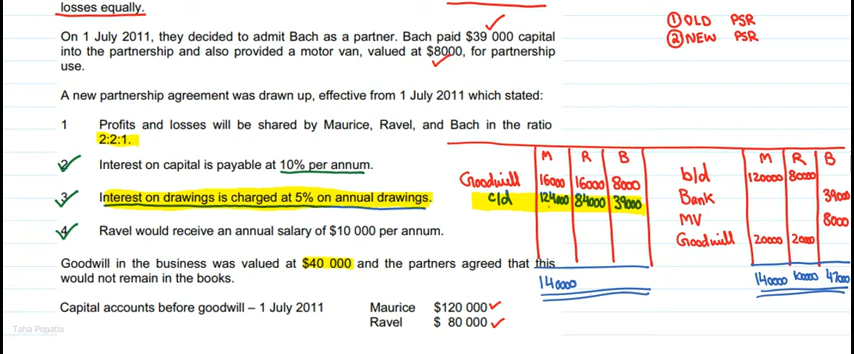 losses equally.
① OLD PSR
② NEW PSR
On 1 July 2011, they decided to admit Bach as a partner. Bach paid $39 000 capital
into the partnership and also provided a motor van, valued at $8000, for partnership
use.
A new partnership agreement was drawn up, effective from 1 July 2011 which stated:
1 Profits and losses will be shared by Maurice, Ravel, and Bach in the ratio
2:2:1.
2 Interest on capital is payable at 10% per annum.
3 Interest on drawings is charged at 5% on annual drawings.
4 Ravel would receive an annual salary of $10 000 per annum.
Goodwill in the business was valued at $40 000 and the partners agreed that this
would not remain in the books.
Capital accounts before goodwill – 1 July 2011 Maurice $120 000
Ravel $ 80 000
M R B M R B
Goodwill 16000 16000 8000 b/d 120000 80000
c/d 124000 84000 39000 Bank 39000
MV 8000
Goodwill 20000 20000
140000 140000 100000 47000
Taha Popatia